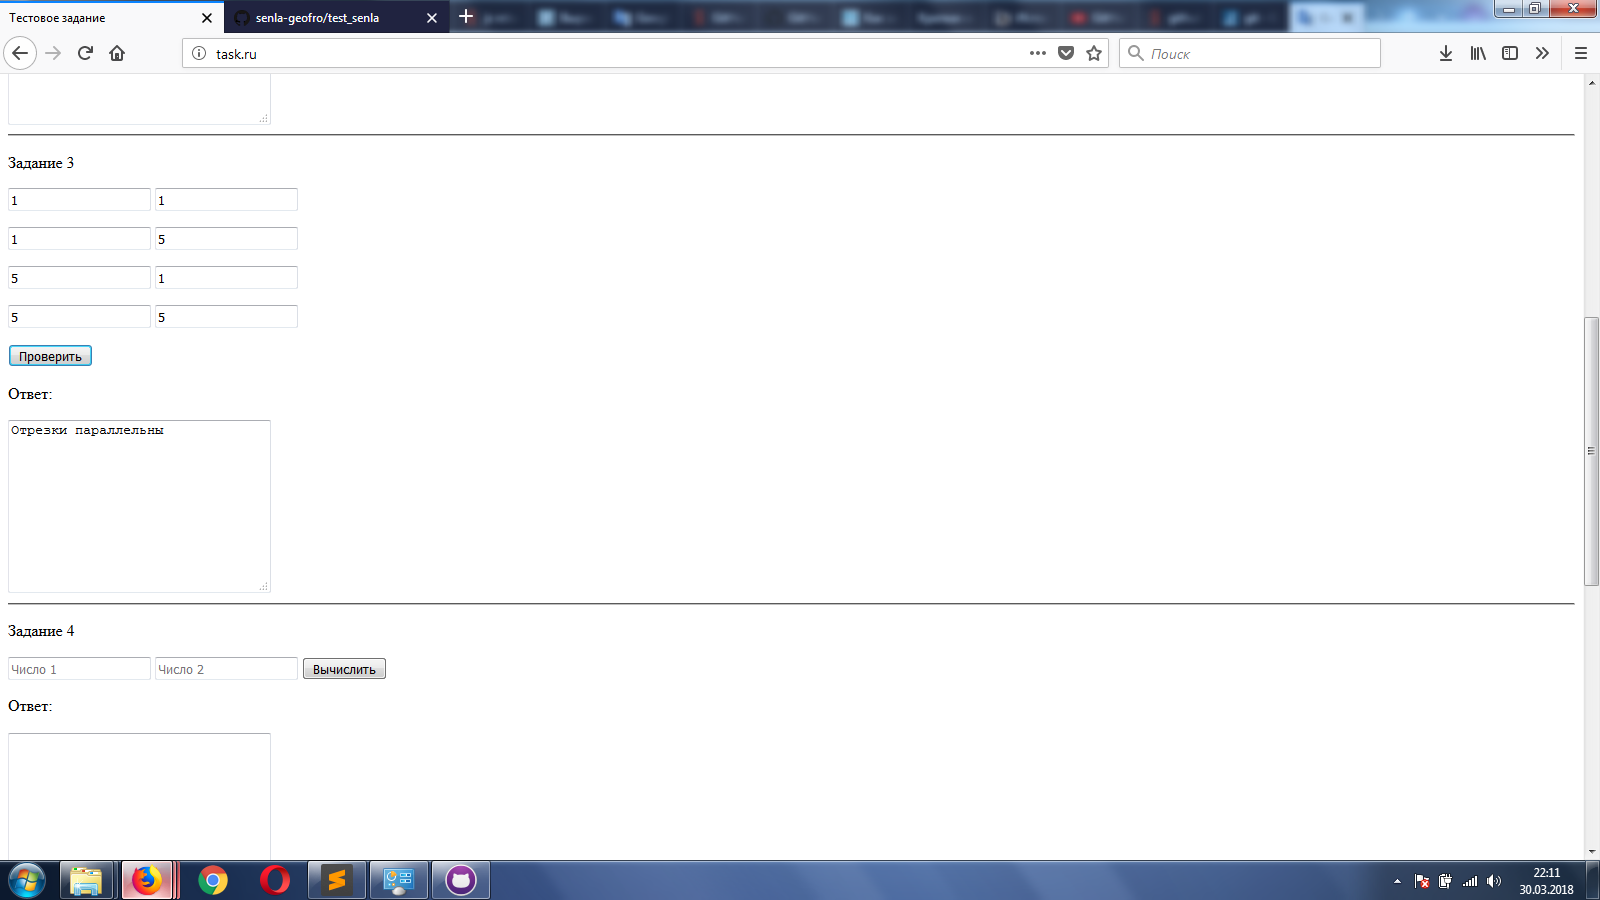 Тестовое задание
senla-geofro/test_senla
task.ru
Поиск
Задание 3
1 1
1 5
5 1
5 5
Проверить
Ответ:
Отрезки параллельны
Задание 4
Число 1 Число 2 Вычислить
Ответ:
22:11
30.03.2018